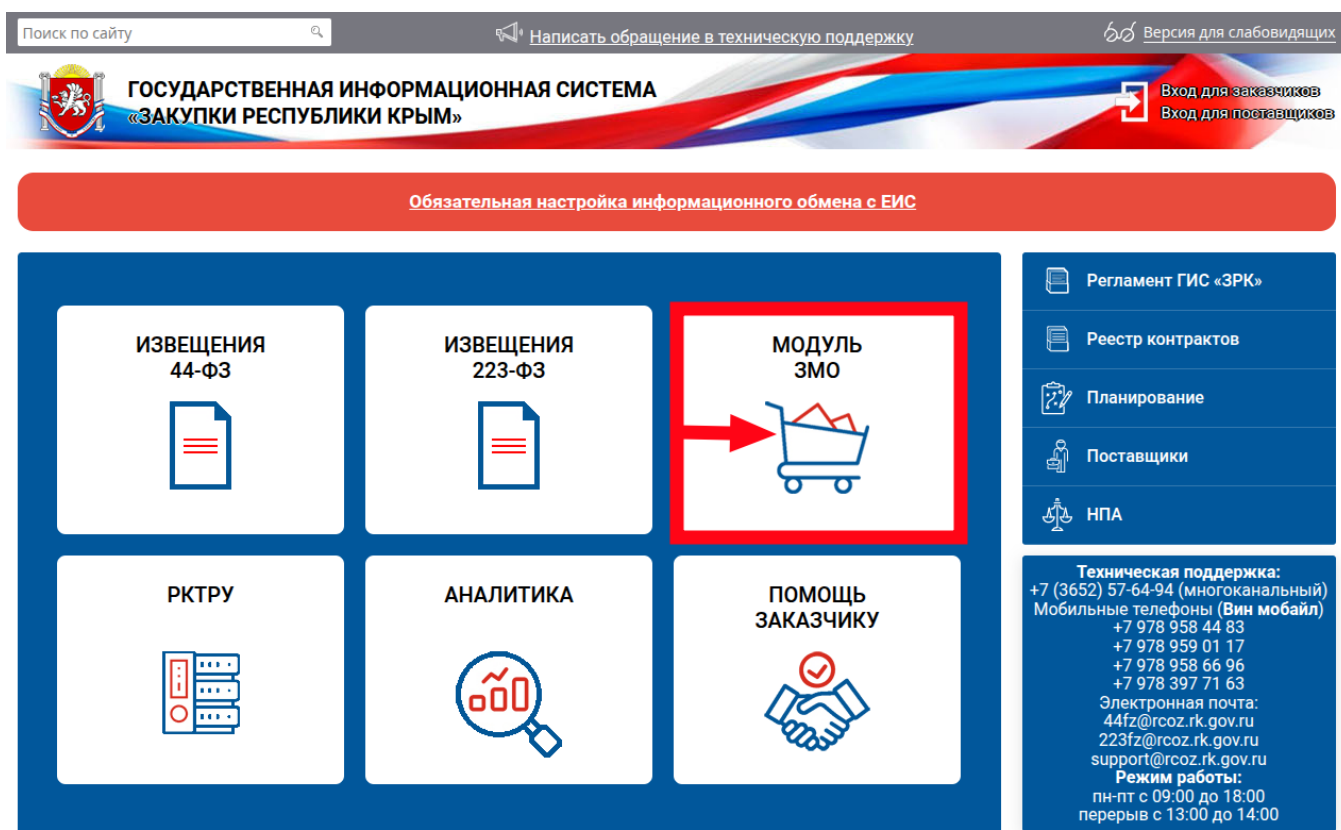 Поиск по сайту
Написать обращение в техническую поддержку
Версия для слабовидящих
ГОСУДАРСТВЕННАЯ ИНФОРМАЦИОННАЯ СИСТЕМА
«ЗАКУПКИ РЕСПУБЛИКИ КРЫМ»
Вход для заказчиков
Вход для поставщиков
Обязательная настройка информационного обмена с ЕИС
ИЗВЕЩЕНИЯ
44-ФЗ
ИЗВЕЩЕНИЯ
223-ФЗ
МОДУЛЬ
ЗМО
РКТРУ
АНАЛИТИКА
ПОМОЩЬ
ЗАКАЗЧИКУ
Регламент ГИС «ЗРК»
Реестр контрактов
Планирование
Поставщики
НПА
Техническая поддержка:
+7 (3652) 57-64-94 (многоканальный)
Мобильные телефоны (Вин мобайл)
+7 978 958 44 83
+7 978 959 01 17
+7 978 958 66 96
+7 978 397 71 63
Электронная почта:
44fz@rcoz.rk.gov.ru
223fz@rcoz.rk.gov.ru
support@rcoz.rk.gov.ru
Режим работы:
пн-пт с 09:00 до 18:00
перерыв с 13:00 до 14:00